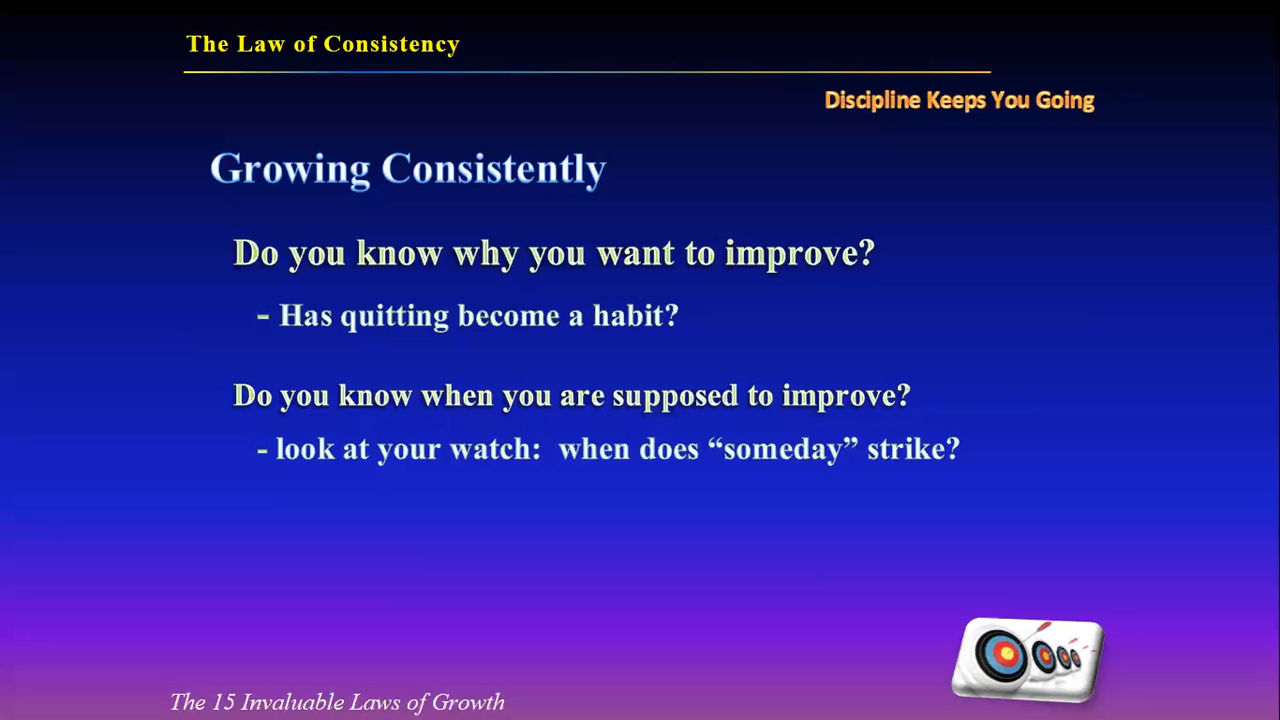 The Law of Consistency
Discipline Keeps You Going
Growing Consistently
Do you know why you want to improve?
- Has quitting become a habit?
Do you know when you are supposed to improve?
- look at your watch:  when does “someday” strike?
The 15 Invaluable Laws of Growth